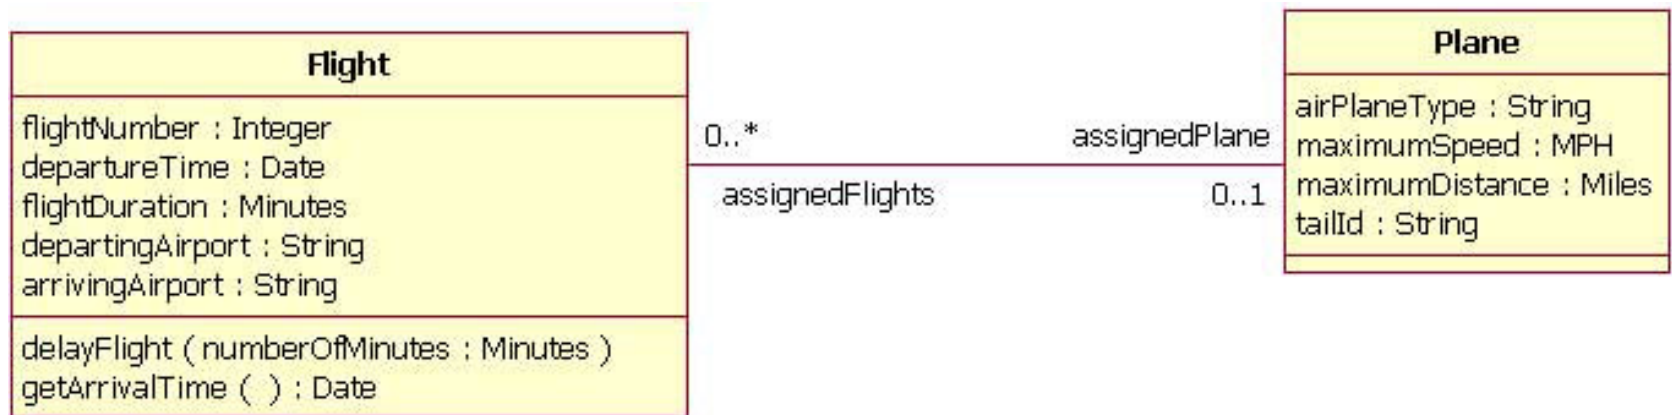 Flight
flightNumber : Integer
departureTime : Date
flightDuration : Minutes
departingAirport : String
arrivingAirport : String
delayFlight ( numberOfMinutes : Minutes )
getArrivalTime ( ) : Date
0..*
assignedPlane
assignedFlights
0..1
Plane
airPlaneType : String
maximumSpeed : MPH
maximumDistance : Miles
tailId : String